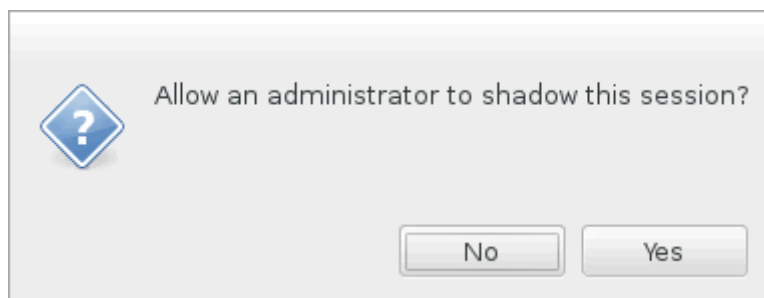 Allow an administrator to shadow this session?
No
Yes